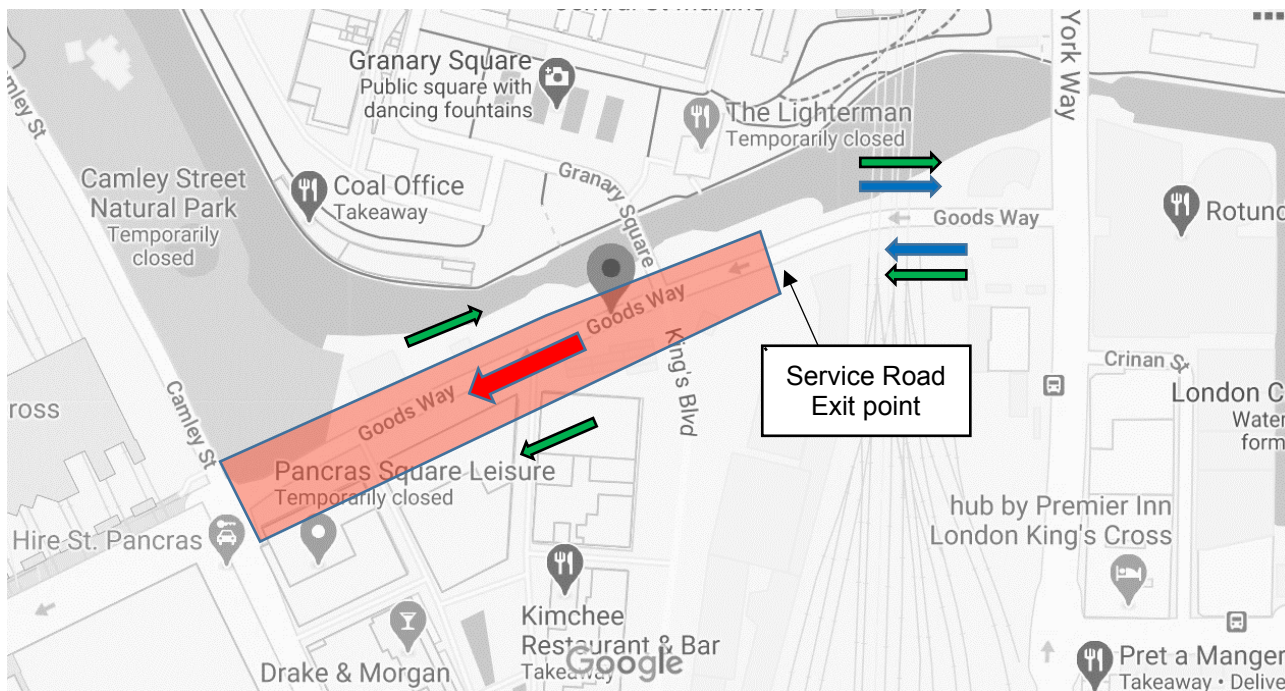 York Way
Granary Square
Public square with
dancing fountains
The Lighterman
Temporarily closed
Camley St
Camley Street
Natural Park
Temporarily
closed
Coal Office
Takeaway
Granary Square
Goods Way
Rotund
Goods Way
Goods Way
King's Blvd
Service Road
Exit point
Crinan St
London C
Water
form
ross
Camley St
Pancras Square Leisure
Temporarily closed
Hire St. Pancras
hub by Premier Inn
London King's Cross
Kimchee
Restaurant & Bar
Takeaway
Google
Drake & Morgan
Pret a Manger
Takeaway • Delive